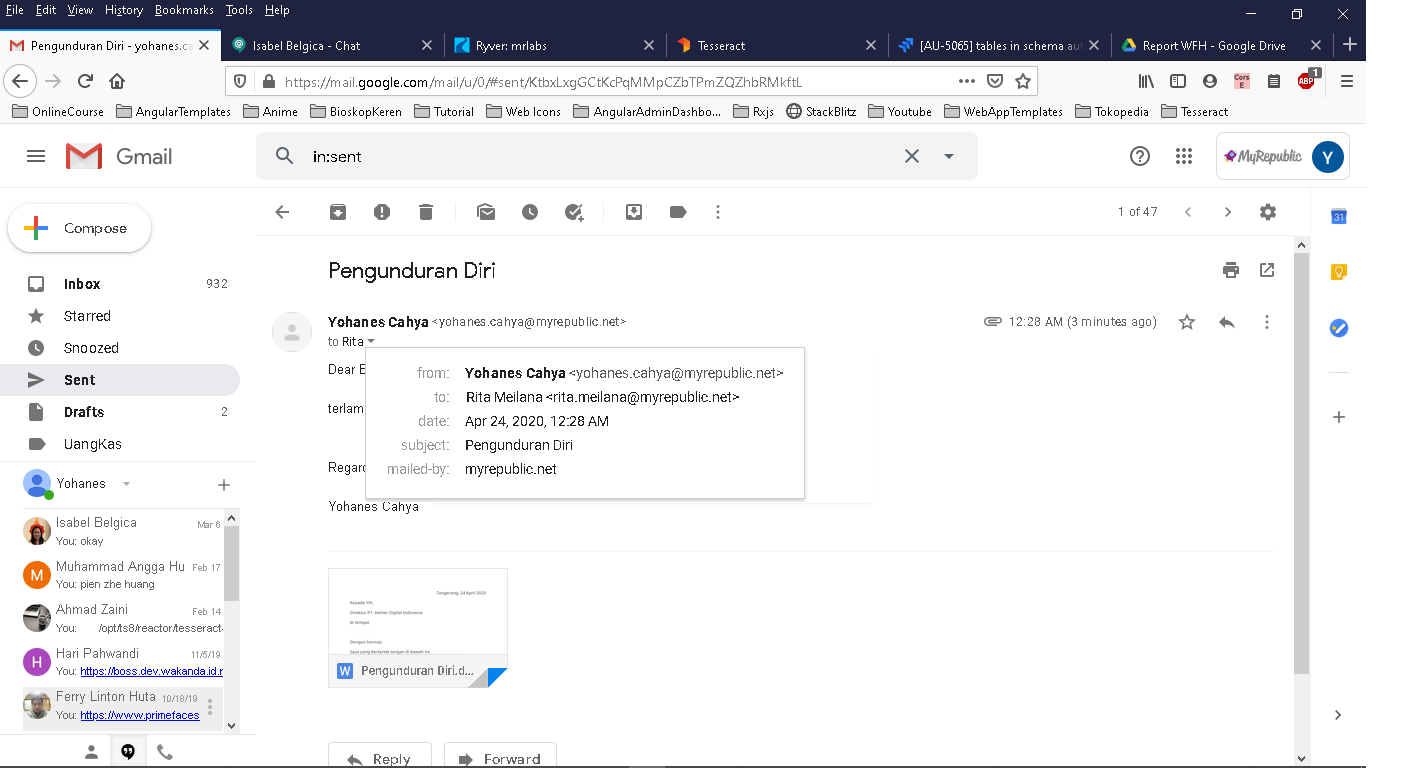 File Edit View History Bookmarks Tools Help
Pengunduran Diri - yohanes.ca
Isabel Belgica - Chat
Ryver: mrlabs
Tesseract
[AU-5065] tables in schema au
Report WFH - Google Drive
https://mail.google.com/mail/u/0/#sent/KtbxLxgGCtKcPqMMpCZbTPmZQZhbRMkftL
Cors E
ABP 1
OnlineCourse AngularTemplates Anime BioskopKeren Tutorial Web Icons AngularAdminDashbo... Rxjs StackBlitz Youtube WebAppTemplates Tokopedia Tesseract
Gmail
in:sent
MyRepublic Y
Compose
1 of 47
31
Inbox 932
Starred
Snoozed
Sent
Drafts 2
UangKas
Yohanes
Isabel Belgica Mar 6
You: okay
M Muhammad Angga Hu Feb 17
You: pien zhe huang
Ahmad Zaini Feb 14
You: /opt/ts8/reactor/tesseract-
H Hari Pahwandi 11/5/19
You: https://boss.dev.wakanda.id.r
Ferry Linton Huta 10/18/19
You: https://www.primefaces
Pengunduran Diri
Yohanes Cahya <yohanes.cahya@myrepublic.net>
12:28 AM (3 minutes ago)
to Rita
Dear B
terlam
Regard
from: Yohanes Cahya <yohanes.cahya@myrepublic.net>
to: Rita Meilana <rita.meilana@myrepublic.net>
date: Apr 24, 2020, 12:28 AM
subject: Pengunduran Diri
mailed-by: myrepublic.net
Yohanes Cahya
Tangerang, 24 April 2020
Kepada Yth
Direktur PT. Aether Digital Indonesia
di tempat
Dengan hormat,
Saya yang bertanda tangan di bawah ini,
W Pengunduran Diri.d...
Reply
Forward